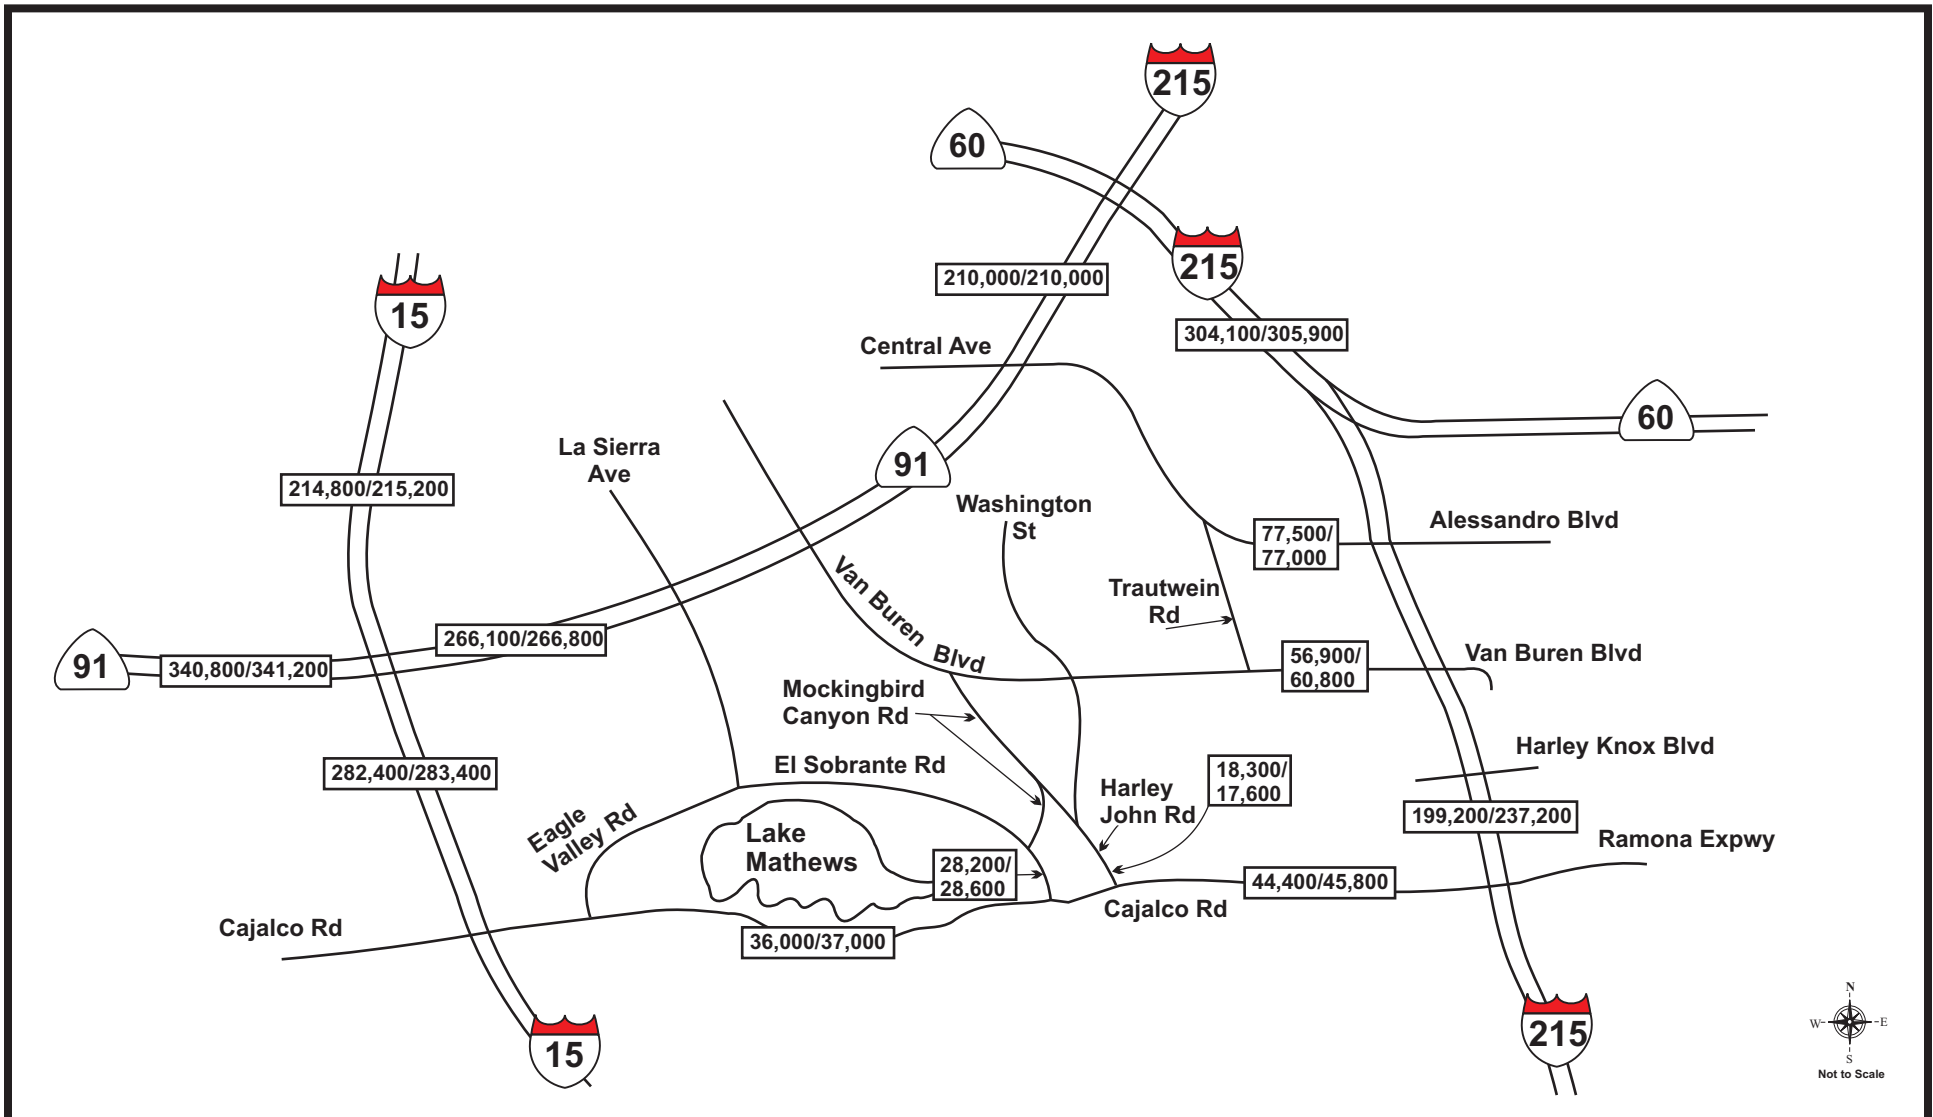 215
60
215
15
210,000/210,000
304,100/305,900
Central Ave
60
La Sierra
Ave
91
214,800/215,200
Washington
St
77,500/
77,000
Alessandro Blvd
Van Buren Blvd
Trautwein
Rd
91
340,800/341,200
266,100/266,800
56,900/
60,800
Van Buren Blvd
Mockingbird
Canyon Rd
282,400/283,400
El Sobrante Rd
18,300/
17,600
Harley Knox Blvd
Harley
John Rd
Eagle
Valley Rd
Lake
Mathews
199,200/237,200
Ramona Expwy
28,200/
28,600
44,400/45,800
Cajalco Rd
Cajalco Rd
36,000/37,000
15
215
N
W
E
S
Not to Scale